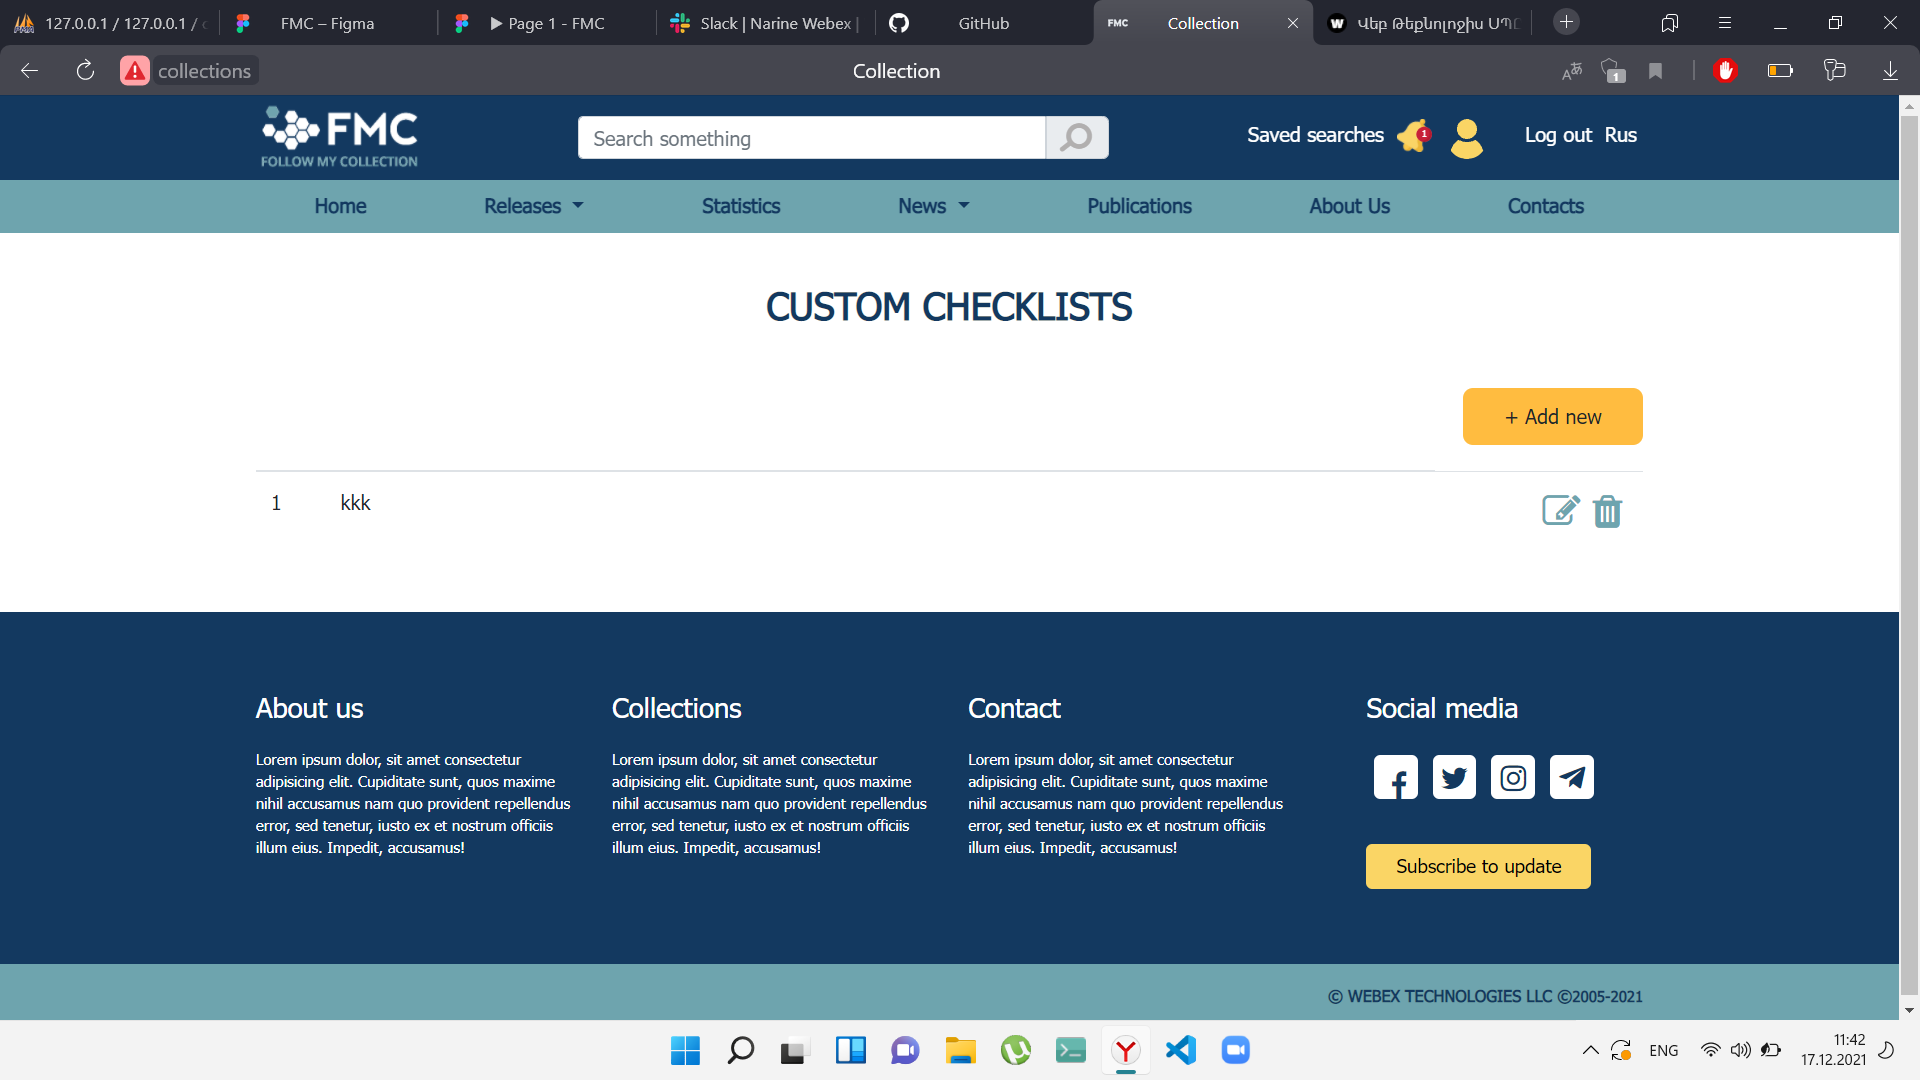 127.0.0.1 / 127.0.0.1 /
FMC – Figma
▶ Page 1 - FMC
Slack | Narine Webex |
GitHub
FMC
Collection
Վեր Թեքնոլոջիս ՍՊԸ
collections
Collection
1
FMC
FOLLOW MY COLLECTION
Search something
Saved searches
1
Log out
Rus
Home
Releases
Statistics
News
Publications
About Us
Contacts
CUSTOM CHECKLISTS
+ Add new
1 kkk
About us
Lorem ipsum dolor, sit amet consectetur
adipisicing elit. Cupiditate sunt, quos maxime
nihil accusamus nam quo provident repellendus
error, sed tenetur, iusto ex et nostrum officiis
illum eius. Impedit, accusamus!
Collections
Lorem ipsum dolor, sit amet consectetur
adipisicing elit. Cupiditate sunt, quos maxime
nihil accusamus nam quo provident repellendus
error, sed tenetur, iusto ex et nostrum officiis
illum eius. Impedit, accusamus!
Contact
Lorem ipsum dolor, sit amet consectetur
adipisicing elit. Cupiditate sunt, quos maxime
nihil accusamus nam quo provident repellendus
error, sed tenetur, iusto ex et nostrum officiis
illum eius. Impedit, accusamus!
Social media
Subscribe to update
© WEBEX TECHNOLOGIES LLC ©2005-2021
ENG
11:42
17.12.2021